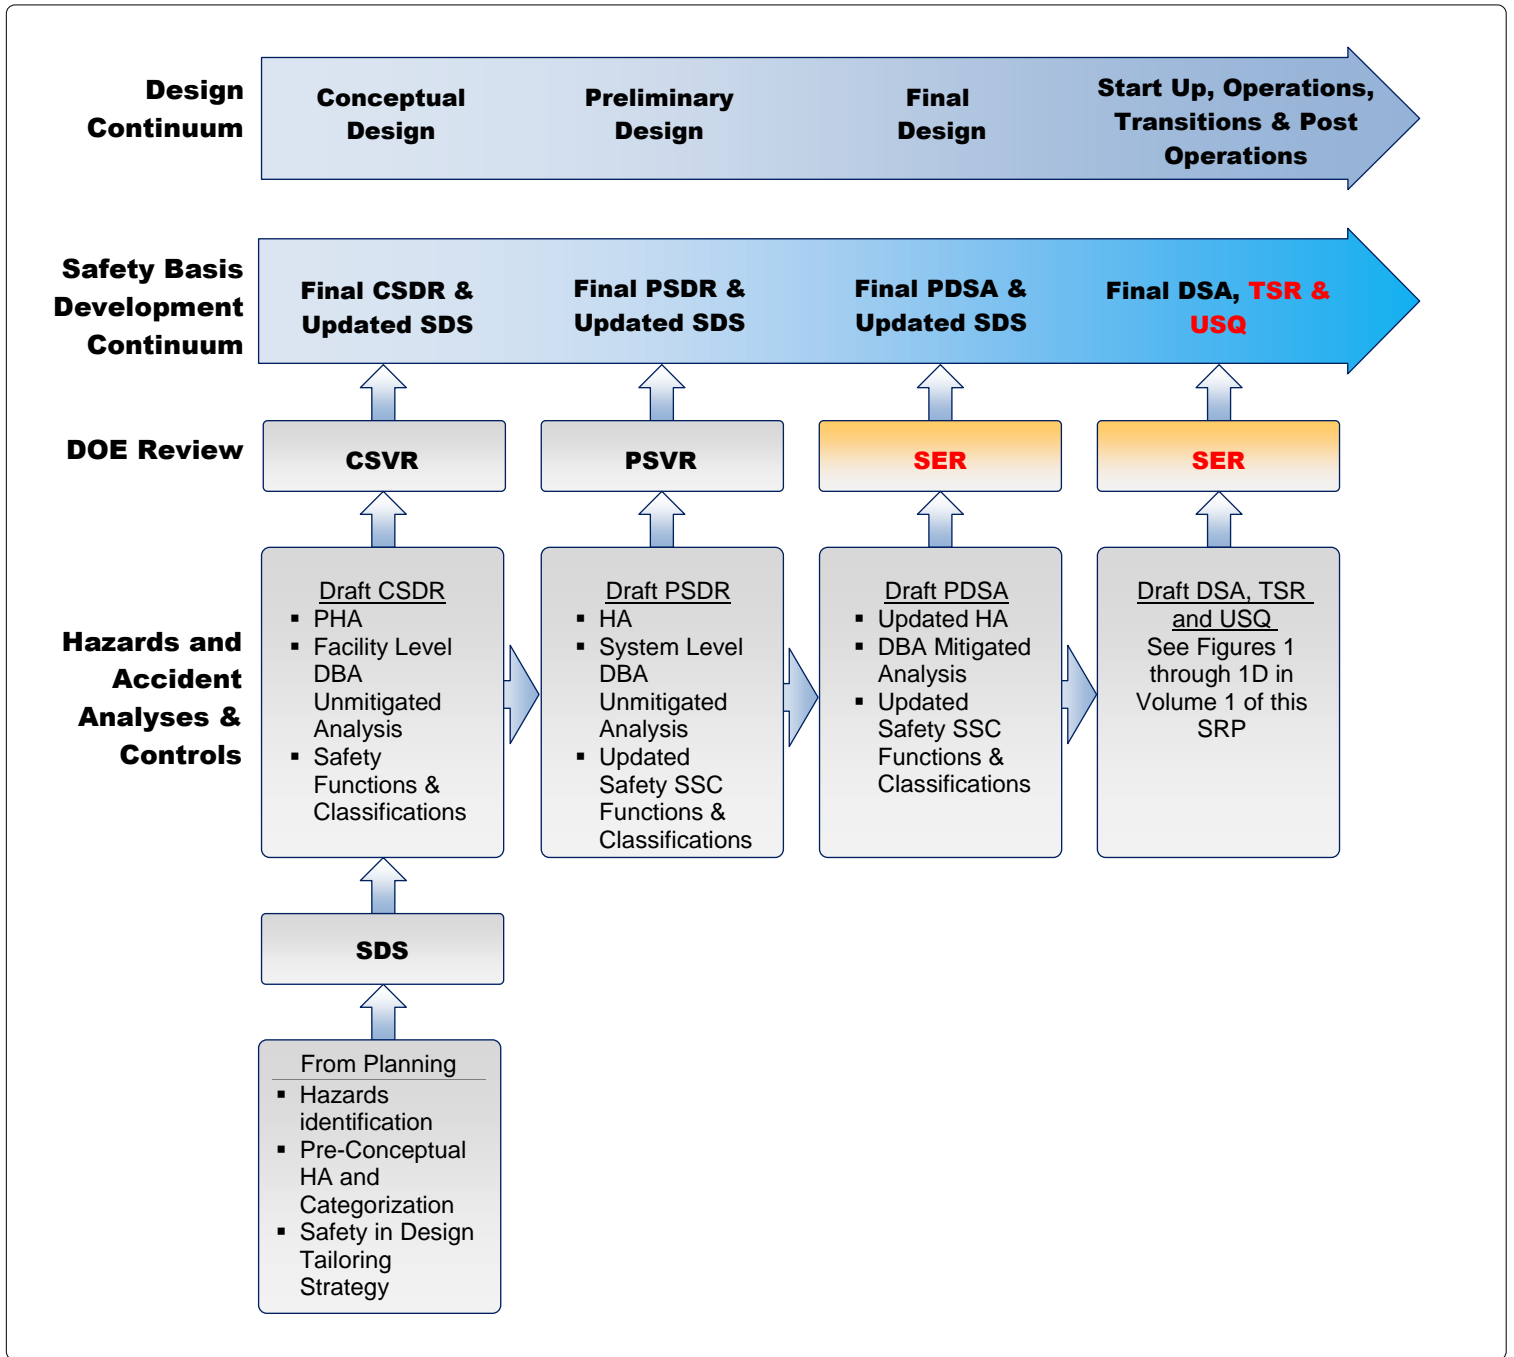 Design
Continuum
Conceptual
Design
Preliminary
Design
Final
Design
Start Up, Operations,
Transitions & Post
Operations
Safety Basis
Development
Continuum
Final CSDR &
Updated SDS
Final PSDR &
Updated SDS
Final PDSA &
Updated SDS
Final DSA, TSR &
USQ
DOE Review
CSVR
PSVR
SER
SER
Hazards and
Accident
Analyses &
Controls
Draft CSDR
▪ PHA
▪ Facility Level
DBA
Unmitigated
Analysis
▪ Safety
Functions &
Classifications
Draft PSDR
▪ HA
▪ System Level
DBA
Unmitigated
Analysis
▪ Updated
Safety SSC
Functions &
Classifications
Draft PDSA
▪ Updated HA
▪ DBA Mitigated
Analysis
▪ Updated
Safety SSC
Functions &
Classifications
Draft DSA, TSR
and USQ
See Figures 1
through 1D in
Volume 1 of this
SRP
SDS
From Planning
▪ Hazards
identification
▪ Pre-Conceptual
HA and
Categorization
▪ Safety in Design
Tailoring
Strategy